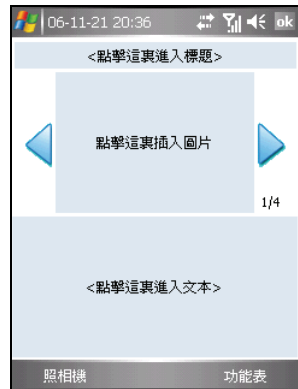 06-11-21 20:36 ok
<點擊這裏進入標題>
點擊這裏插入圖片
1/4
<點擊這裏進入文本>
照相機 功能表